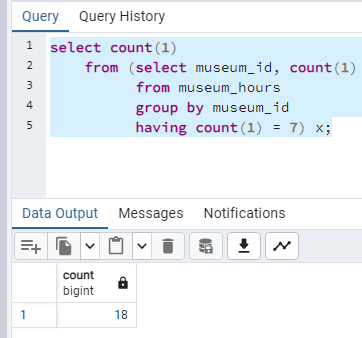 Query Query History
1 select count(1)
2 from (select museum_id, count(1)
3 from museum_hours
4 group by museum_id
5 having count(1) = 7) x;
Data Output Messages Notifications
count
bigint
1 18